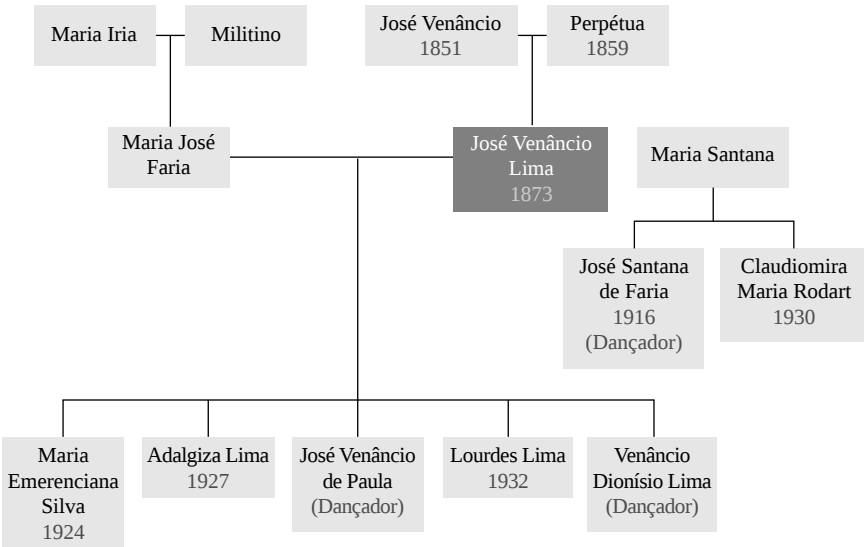 Maria Iria
Militino
José Venâncio
1851
Perpétua
1859
Maria José
Faria
José Venâncio
Lima
1873
Maria Santana
José Santana
de Faria
1916
(Dançador)
Claudiomira
Maria Rodart
1930
Maria
Emerenciana
Silva
1924
Adalgiza Lima
1927
José Venâncio
de Paula
(Dançador)
Lourdes Lima
1932
Venâncio
Dionísio Lima
(Dançador)